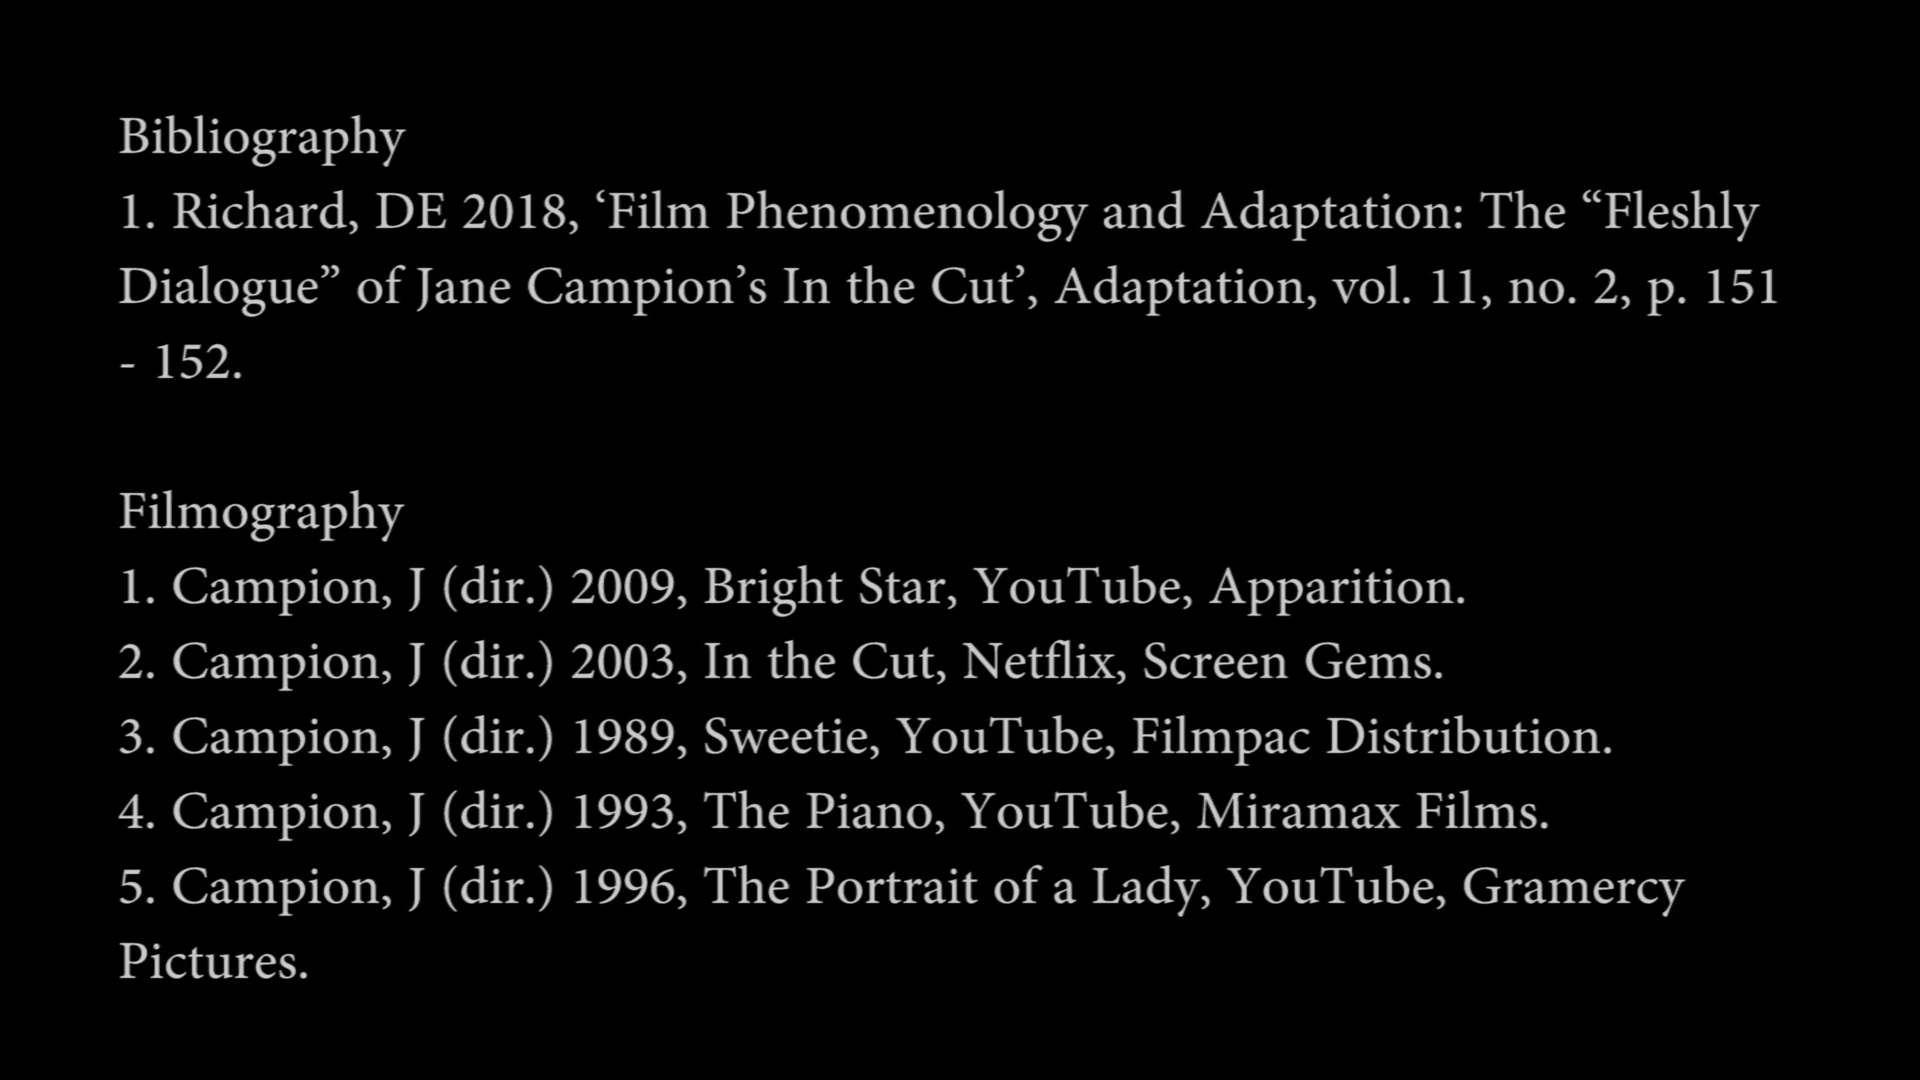 Bibliography
1. Richard, DE 2018, ‘Film Phenomenology and Adaptation: The “Fleshly
Dialogue” of Jane Campion’s In the Cut’, Adaptation, vol. 11, no. 2, p. 151
- 152.
Filmography
1. Campion, J (dir.) 2009, Bright Star, YouTube, Apparition.
2. Campion, J (dir.) 2003, In the Cut, Netflix, Screen Gems.
3. Campion, J (dir.) 1989, Sweetie, YouTube, Filmpac Distribution.
4. Campion, J (dir.) 1993, The Piano, YouTube, Miramax Films.
5. Campion, J (dir.) 1996, The Portrait of a Lady, YouTube, Gramercy
Pictures.